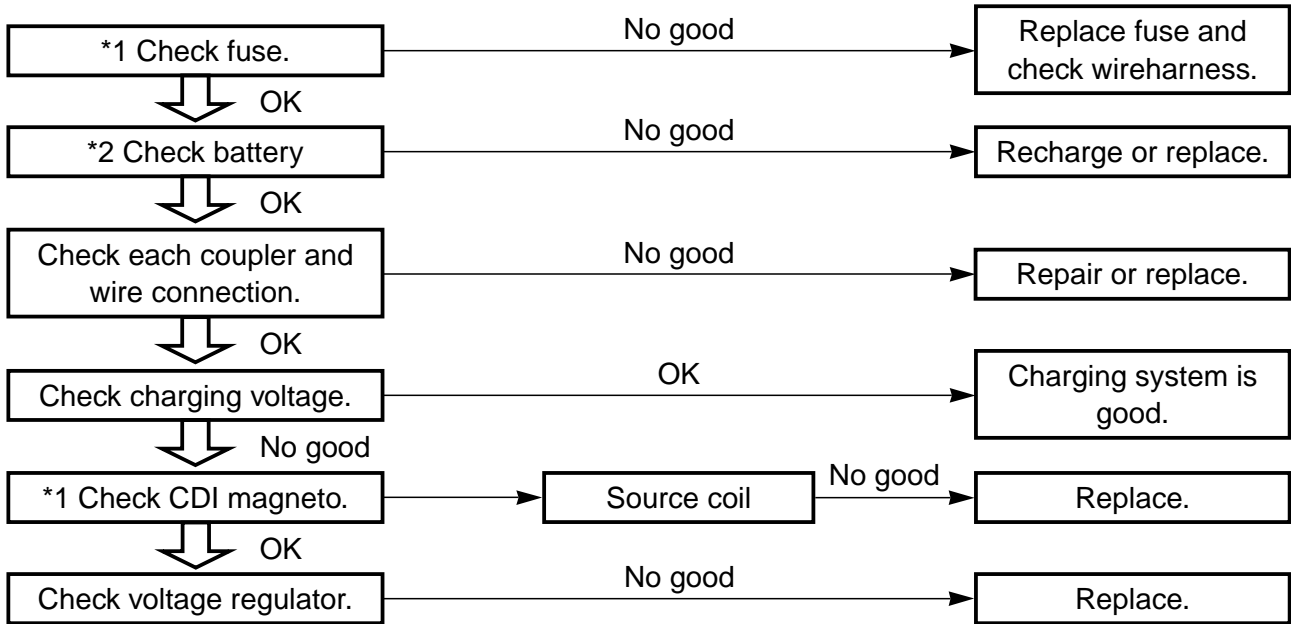 *1 Check fuse.
No good
Replace fuse and
check wireharness.
OK
*2 Check battery
No good
Recharge or replace.
OK
Check each coupler and
wire connection.
No good
Repair or replace.
OK
Check charging voltage.
OK
Charging system is
good.
No good
*1 Check CDI magneto.
Source coil
No good
Replace.
OK
Check voltage regulator.
No good
Replace.